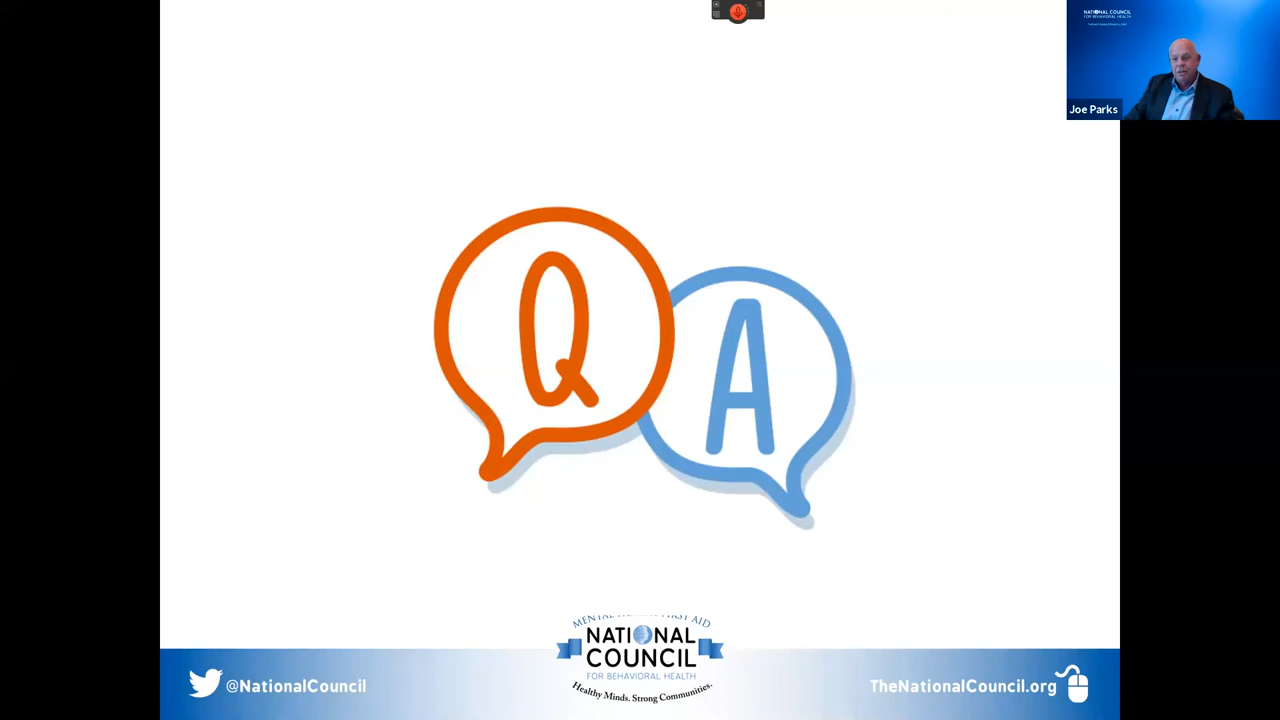 NATIONAL COUNCIL
FOR BEHAVIORAL HEALTH
Joe Parks
Q
A
NATIONAL
COUNCIL
FOR BEHAVIORAL HEALTH
Healthy Minds. Strong Communities.
@NationalCouncil
TheNationalCouncil.org